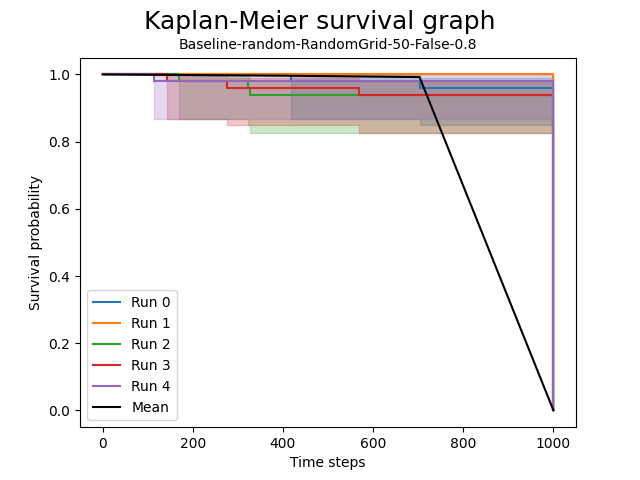 Kaplan-Meier survival graph
Baseline-random-RandomGrid-50-False-0.8
Survival probability
1.0
0.8
0.6
0.4
0.2
0.0
Run 0
Run 1
Run 2
Run 3
Run 4
Mean
0 200 400 600 800 1000
Time steps